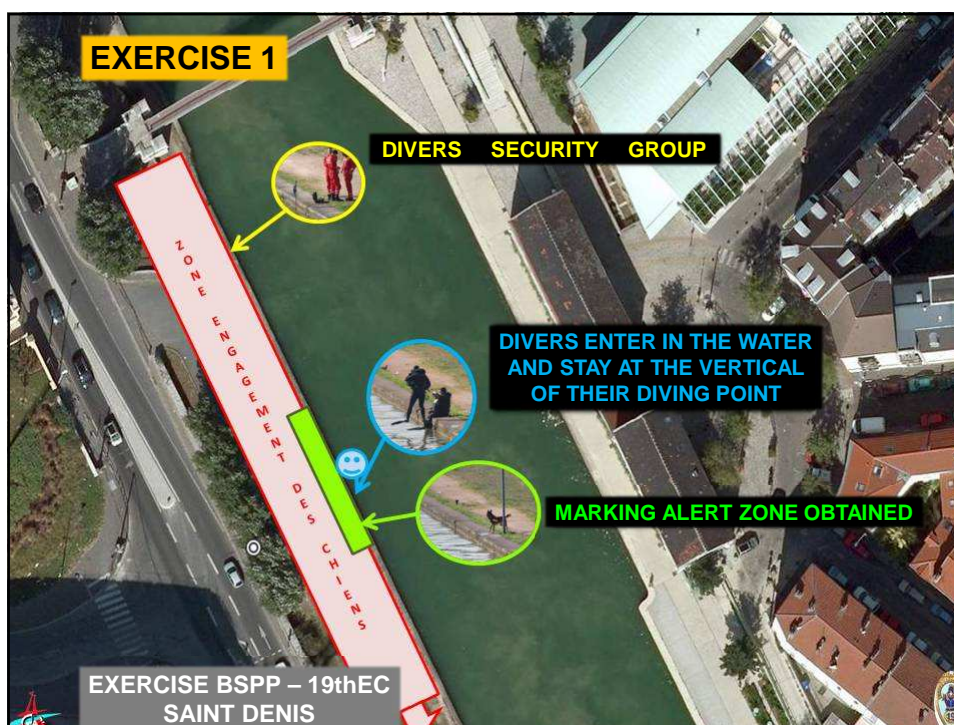 EXERCISE 1
DIVERS SECURITY GROUP
ZONE ENGAGEMENT DES CHIENS
DIVERS ENTER IN THE WATER
AND STAY AT THE VERTICAL
OF THEIR DIVING POINT
MARKING ALERT ZONE OBTAINED
EXERCISE BSPP – 19thEC
SAINT DENIS